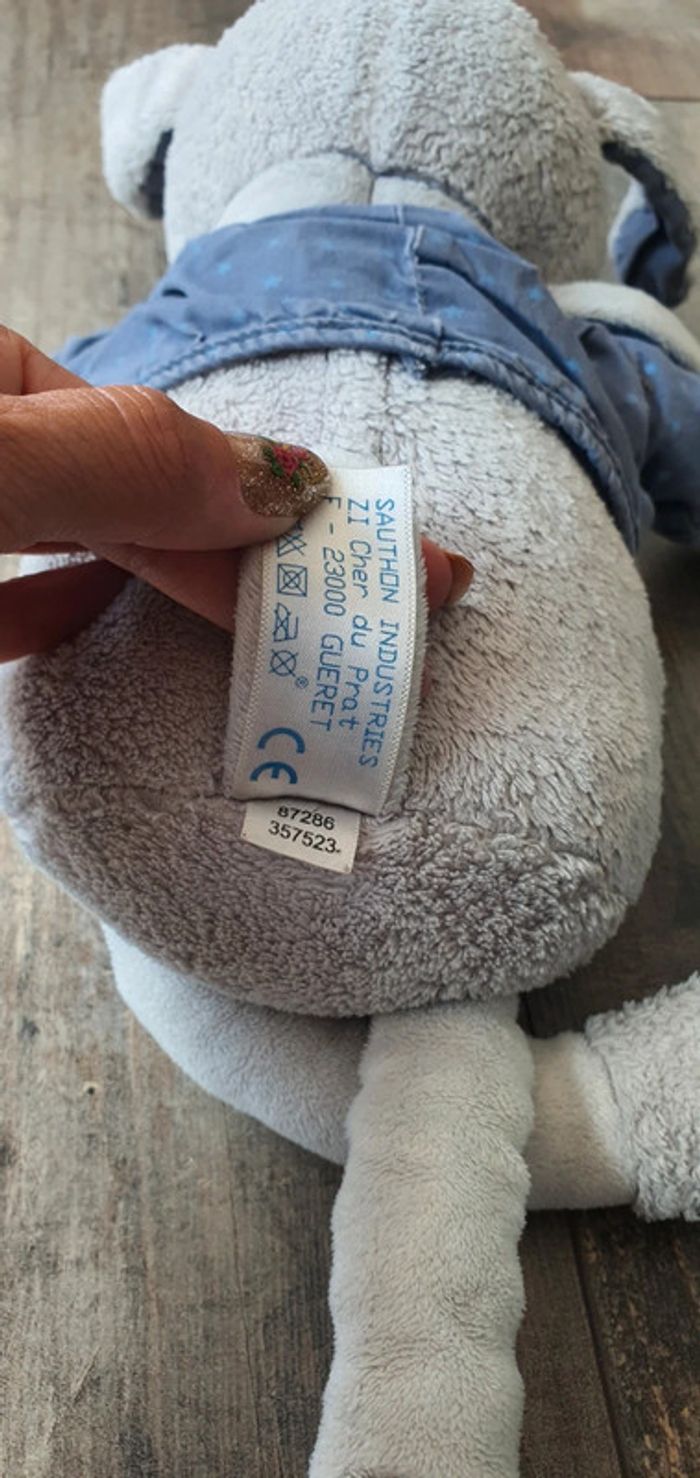 SAUTHON INDUSTRIES
ZI Cher du Prat
F - 23000 GUERET
CE
87286
357523